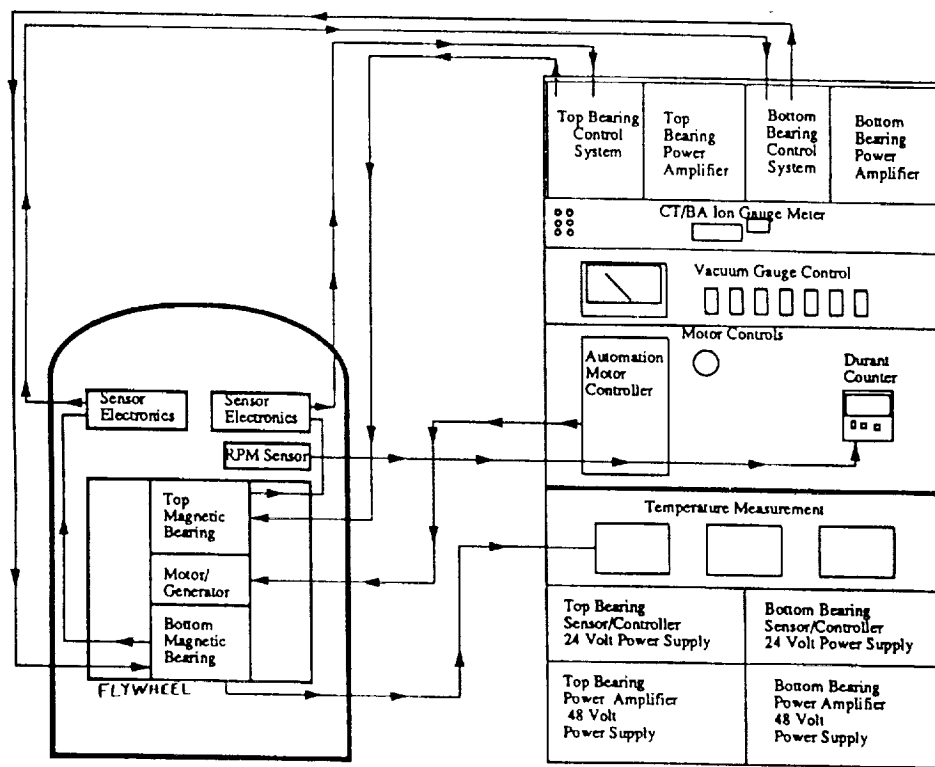 Top Bearing
Control
System
Top
Bearing
Power
Amplifier
Bottom
Bearing
Control
System
Bottom
Bearing
Power
Amplifier
CT/BA Ion Gauge Meter
Vacuum Gauge Control
Motor Controls
Automation
Motor
Controller
Durant
Counter
Sensor
Electronics
Sensor
Electronics
RPM Sensor
Top
Magnetic
Bearing
Motor/
Generator
Bottom
Magnetic
Bearing
FLYWHEEL
Temperature Measurement
Top Bearing
Sensor/Controller
24 Volt Power Supply
Bottom Bearing
Sensor/Controller
24 Volt Power Supply
Top Bearing
Power Amplifier
48 Volt
Power Supply
Bottom Bearing
Power Amplifier
48 Volt
Power Supply